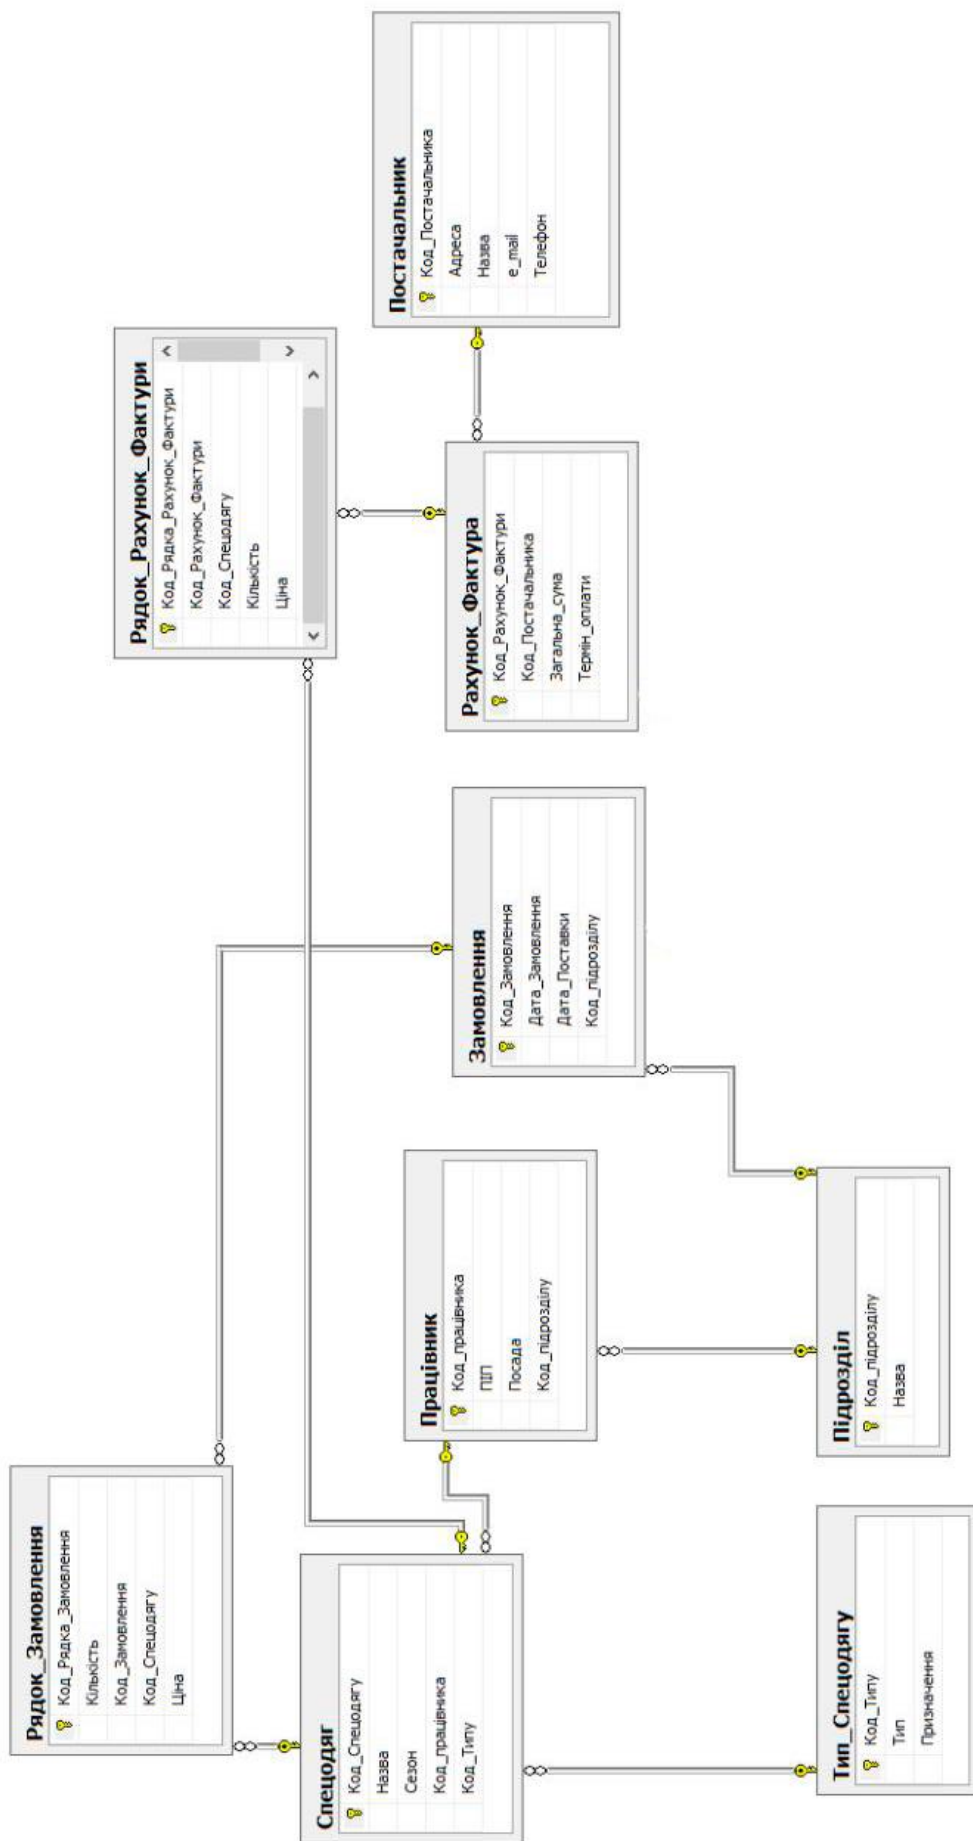 Рядок_Замовлення
Код_Рядка_Замовлення
Кількість
Код_Замовлення
Код_Спецодягу
Ціна
Рядок_Рахунок_Фактури
Код_Рядка_Рахунок_Фактури
Код_Рахунок_Фактури
Код_Спецодягу
Кількість
Ціна
Спецодяг
Код_Спецодягу
Назва
Сезон
Код_працівника
Код_Типу
Працівник
Код_працівника
ПІП
Посада
Код_підрозділу
Замовлення
Код_Замовлення
Дата_Замовлення
Дата_Поставки
Код_підрозділу
Рахунок_Фактура
Код_Рахунок_Фактури
Код_Постачальника
Загальна_сума
Термін_оплати
Постачальник
Код_Постачальника
Адреса
Назва
e_mail
Телефон
Тип_Спецодягу
Код_Типу
Тип
Призначення
Підрозділ
Код_підрозділу
Назва